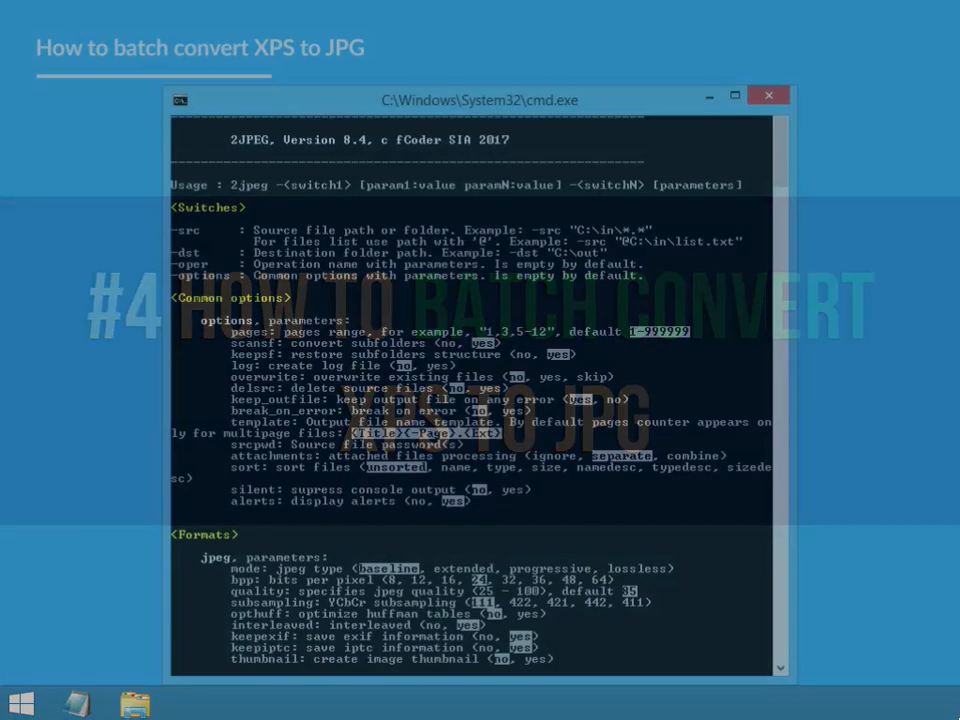 How to batch convert XPS to JPG
C:\Windows\System32\cmd.exe
2JPEG, Version 8.4, c fCoder SIA 2017
Usage : 2jpeg -<switch1> [param1:value paramN:value] -<switchN> [parameters]
<Switches>
-src : Source file path or folder. Example: -src "C:\in\*.*"
For files list use path with '@'. Example: -src "@C:\in\list.txt"
-dst : Destination folder path. Example: -dst "C:\out"
-oper : Operation name with parameters. Is empty by default.
-options : Common options with parameters. Is empty by default.
#4 HOW TO BATCH CONVERT
XPS TO JPG
<Common options>
options, parameters:
pages: pages range, for example, "1.3.5-12", default 1-999999
scansf: convert subfolders (no, yes)
keepsf: restore subfolders structure (no, yes)
log: create log file (no, yes)
overwrite: overwrite existing files (no, yes, skip)
delsrc: delete source files (no, yes)
keep_outfile: keep output file on any error (yes, no)
break_on_error: break on error (no, yes)
template: Output file name template. By default pages counter appears on
ly for multipage files: {Title}{-Page}.{Ext}
srcpwd: Source file password(s)
attachments: attached files processing (ignore, separate, combine)
sort: sort files (unsorted, name, type, size, namedesc, typedesc, sizede
sc)
silent: supress console output (no, yes)
alerts: display alerts (no, yes)
<Formats>
jpeg, parameters:
mode: jpeg type (baseline, extended, progressive, lossless)
bpp: bits per pixel (8, 12, 16, 24, 32, 36, 48, 64)
quality: specifies jpeg quality (25 - 100), default 85
subsampling: YCbCr subsampling (111, 422, 421, 442, 411)
opthuff: optimize huffman tables (no, yes)
interleaved: interleaved (no, yes)
keepexif: save exif information (no, yes)
keepiptc: save iptc information (no, yes)
thumbnail: create image thumbnail (no, yes)